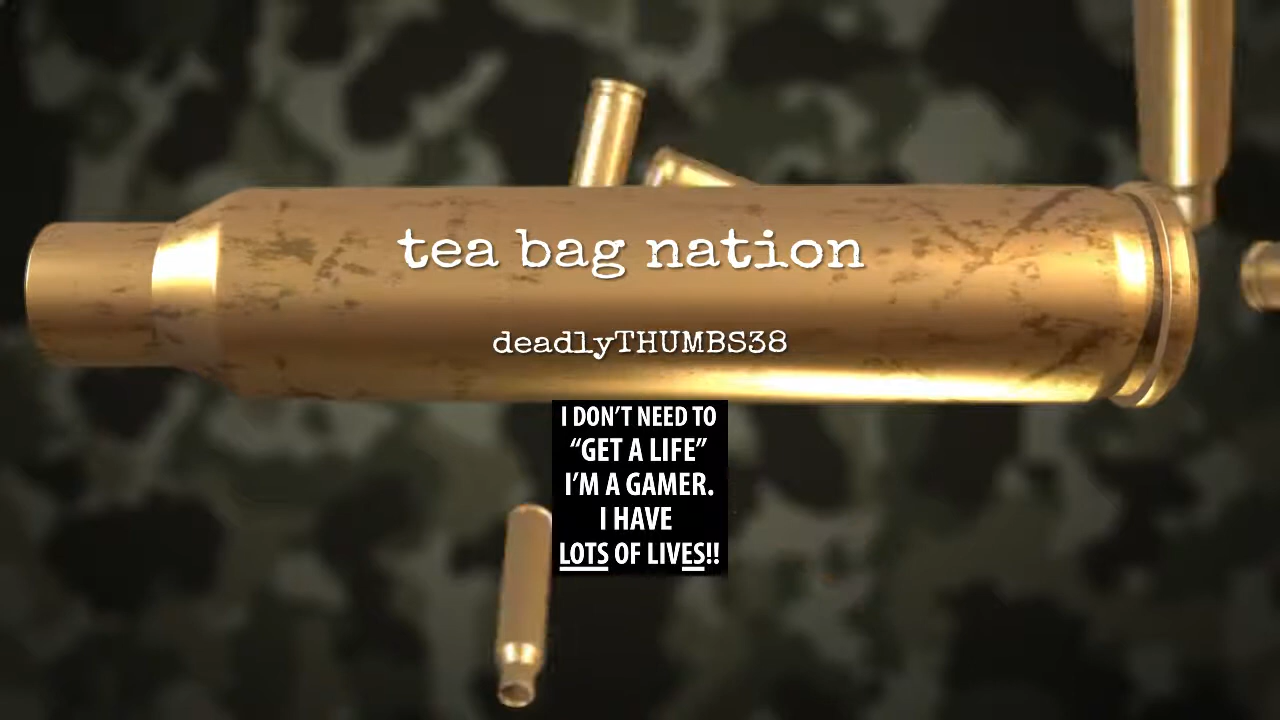 tea bag nation
deadlyTHUMBS38
I DON'T NEED TO
“GET A LIFE”
I'M A GAMER.
I HAVE
LOTS OF LIVES!!